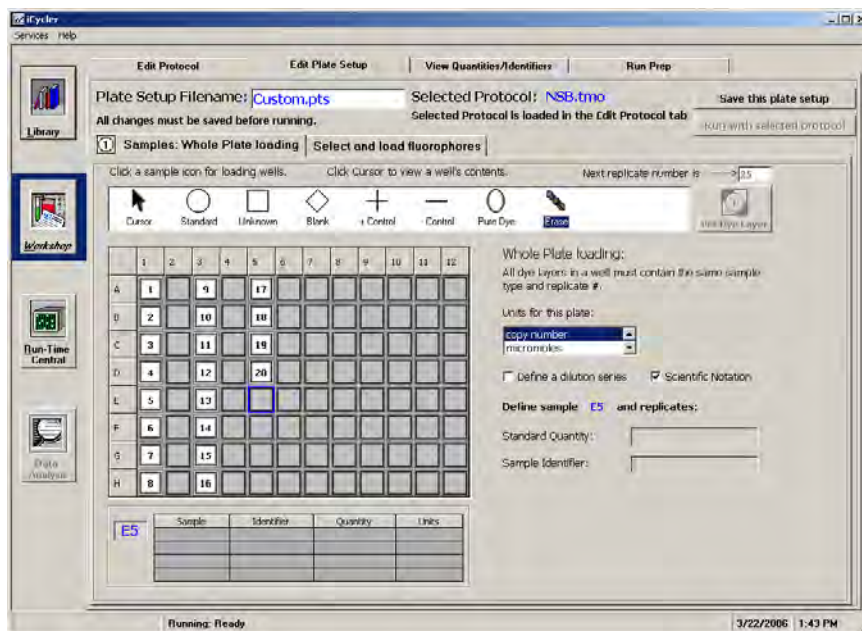 iCycler
Services Help
Edit Protocol Edit Plate Setup View Quantities/Identifiers Run Prep
Plate Setup Filename: Custom.pts Selected Protocol: NSB.tmo Save this plate setup
All changes must be saved before running. Selected Protocol is loaded in the Edit Protocol tab Run with selected protocol
Library
1 Samples: Whole Plate loading Select and load fluorophores
Click a sample icon for loading wells. Click Cursor to view a well's contents. Next replicate number is ---> 25
Cursor Standard Unknown Blank + Control - Control Pure Dye Erase
Workshop
1 2 3 4 5 6 7 8 9 10 11 12
A 1 9 17
B 2 10 18
C 3 11 19
D 4 12 20
E 5 13
F 6 14
G 7 15
H 8 16
Whole Plate loading:
All dye layers in a well must contain the same sample
type and replicate #.
Units for this plate:
copy number
micromoles
Define a dilution series Scientific Notation
Define sample E5 and replicates:
Standard Quantity:
Sample Identifier:
Run-Time
Central
Data
Analysis
E5 Sample Identifier Quantity Units
Running: Ready 3/22/2006 1:43 PM